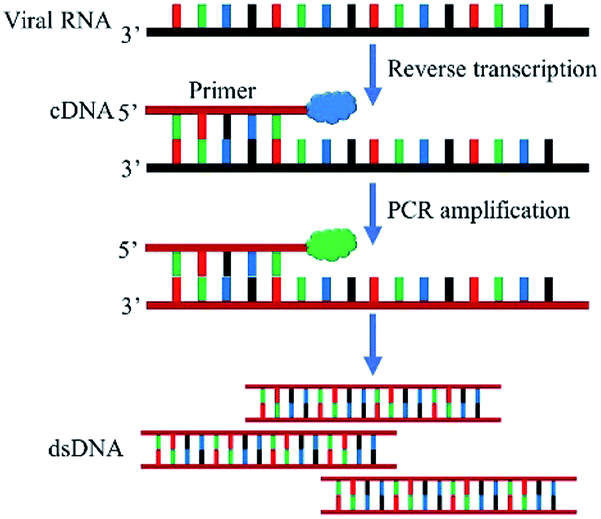 Viral RNA
3’
Reverse transcription
Primer
cDNA 5’
3’
PCR amplification
5’
3’
dsDNA